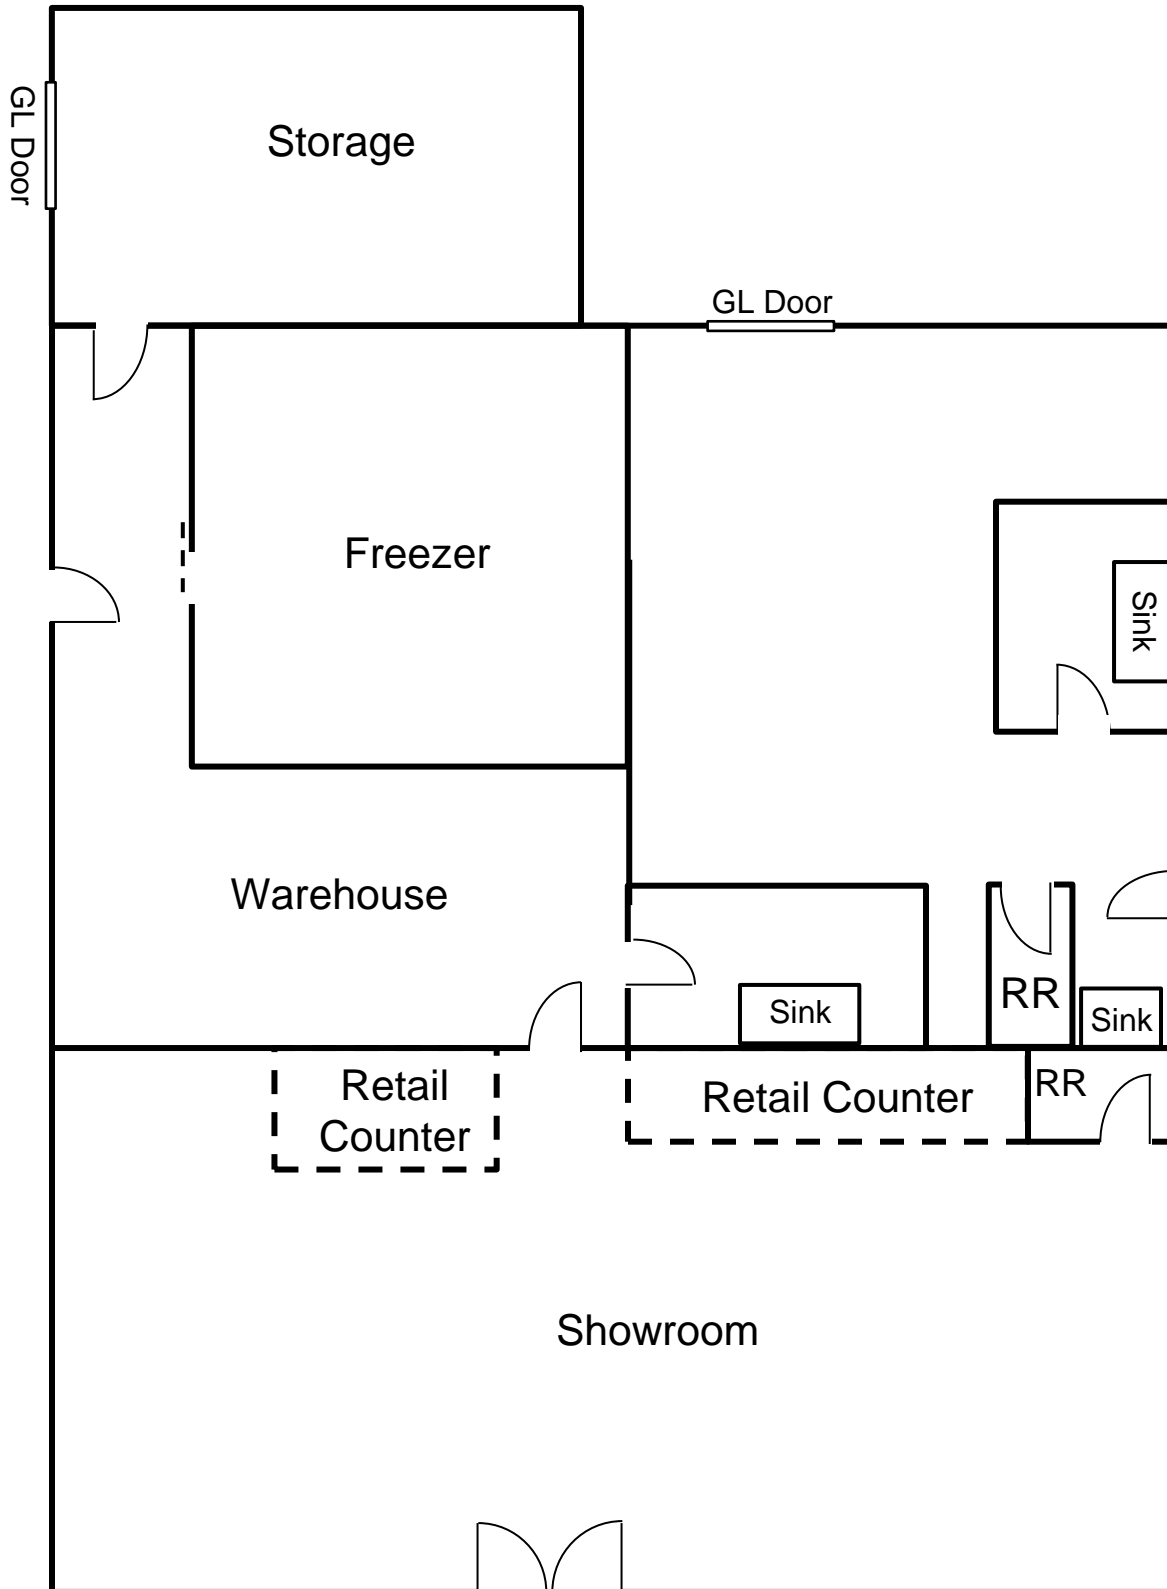 GL Door
Storage
GL Door
Freezer
Sink
Warehouse
RR
Sink
Sink
Retail
Counter
Retail Counter
RR
Showroom